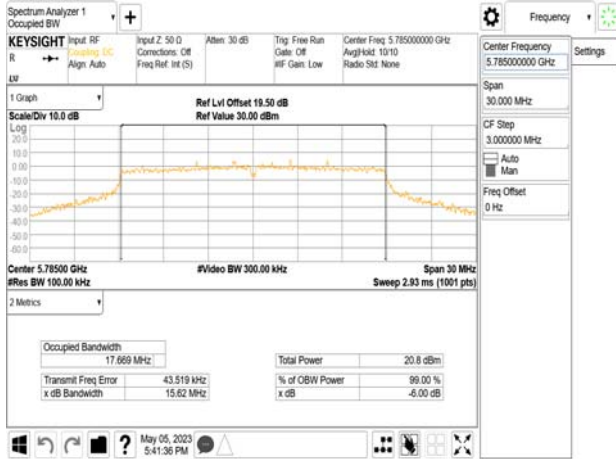 Spectrum Analyzer 1
Occupied BW
Frequency
KEYSIGHT
R
Input: RF
Coupling: DC
Align: Auto
Input Z: 50 Ω
Corrections: Off
Freq Ref: Int (S)
Atten: 30 dB
Trig: Free Run
Gate: Off
#IF Gain: Low
Center Freq: 5.785000000 GHz
Avg|Hold: 10/10
Radio Std: None
1 Graph
Scale/Div 10.0 dB
Ref Lvl Offset 19.50 dB
Ref Value 30.00 dBm
Log
20.0
10.0
0.00
-10.0
-20.0
-30.0
-40.0
-50.0
-60.0
Center 5.78500 GHz
#Res BW 100.00 kHz
#Video BW 300.00 kHz
Span 30 MHz
Sweep 2.93 ms (1001 pts)
2 Metrics
Occupied Bandwidth
17.669 MHz
Transmit Freq Error 43.519 kHz
x dB Bandwidth 15.62 MHz
Total Power 20.8 dBm
% of OBW Power 99.00 %
x dB -6.00 dB
May 05, 2023
5:41:36 PM
Center Frequency
5.785000000 GHz
Settings
Span
30.000 MHz
CF Step
3.000000 MHz
Auto
Man
Freq Offset
0 Hz